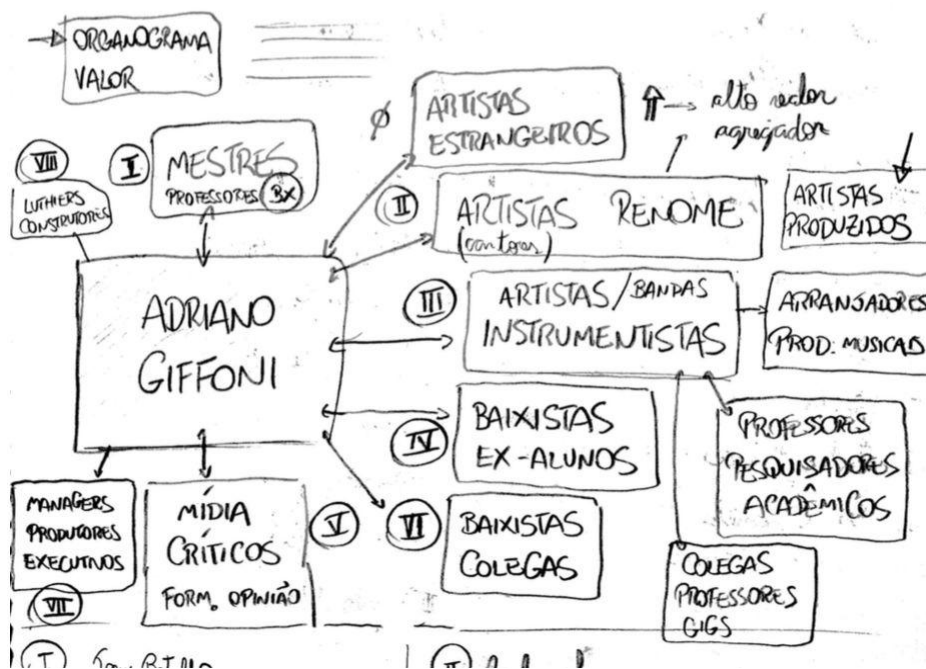 ORGANOGRAMA
VALOR
Ø
ARTISTAS
ESTRANGEIROS
alto valor
agregador
VIII
LUTHIERS
CONSTRUTORES
I
MESTRES
PROFESSORES BX
II
ARTISTAS RENOME
(cantores)
ARTISTAS
PRODUZIDOS
ADRIANO
GIFFONI
III
ARTISTAS/BANDAS
INSTRUMENTISTAS
ARRANJADORES
PROD. MUSICAIS
IV
BAIXISTAS
EX-ALUNOS
PROFESSORES
PESQUISADORES
ACADÊMICOS
MANAGERS
PRODUTORES
EXECUTIVOS
VII
MÍDIA
CRÍTICOS
FORM. OPINIÃO
V
VI
BAIXISTAS
COLEGAS
COLEGAS
PROFESSORES
GIGS
I
II